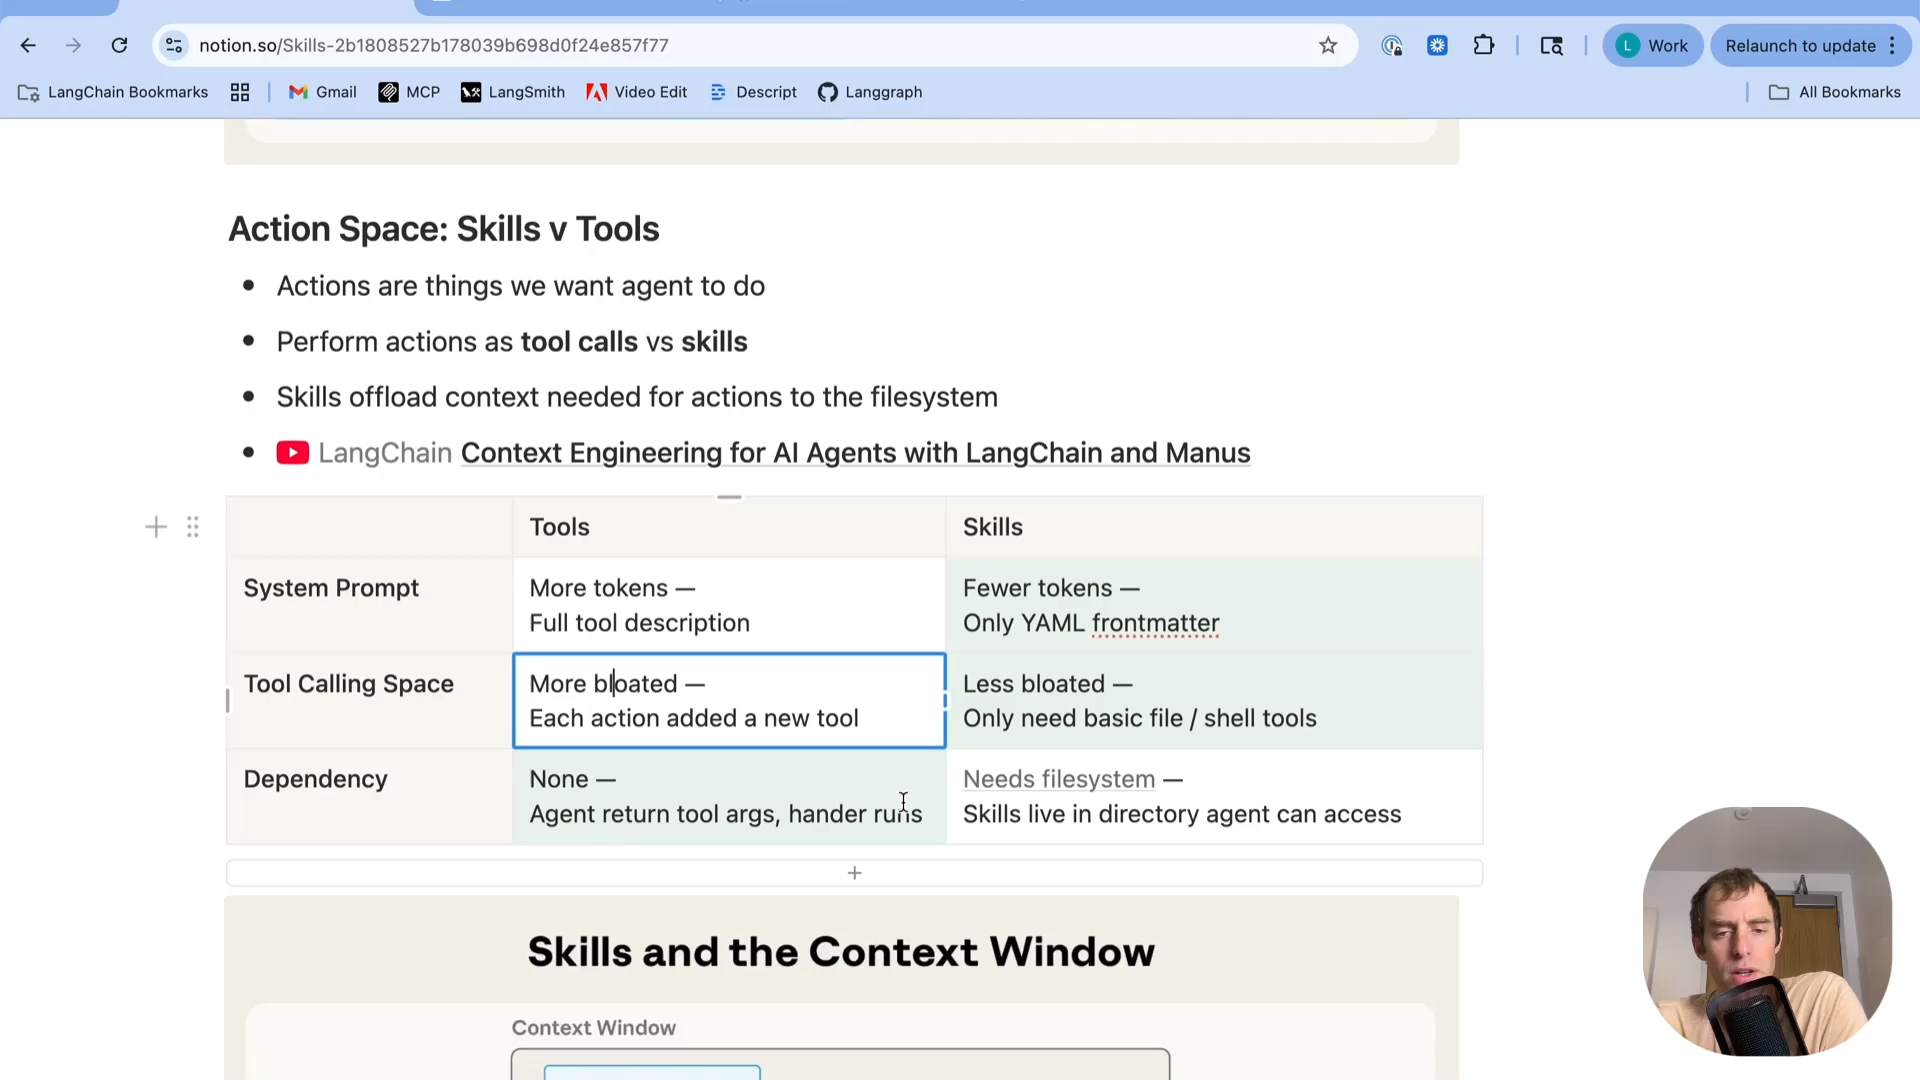 notion.so/Skills-2b1808527b178039b698d0f24e857f77
L Work
Relaunch to update
LangChain Bookmarks
Gmail
MCP
LangSmith
Video Edit
Descript
Langgraph
All Bookmarks
Action Space: Skills v Tools
Actions are things we want agent to do
Perform actions as tool calls vs skills
Skills offload context needed for actions to the filesystem
LangChain Context Engineering for AI Agents with LangChain and Manus
Tools
Skills
System Prompt
More tokens —
Full tool description
Fewer tokens —
Only YAML frontmatter
Tool Calling Space
More bloated —
Each action added a new tool
Less bloated —
Only need basic file / shell tools
Dependency
None —
Agent return tool args, hander runs
Needs filesystem —
Skills live in directory agent can access
Skills and the Context Window
Context Window